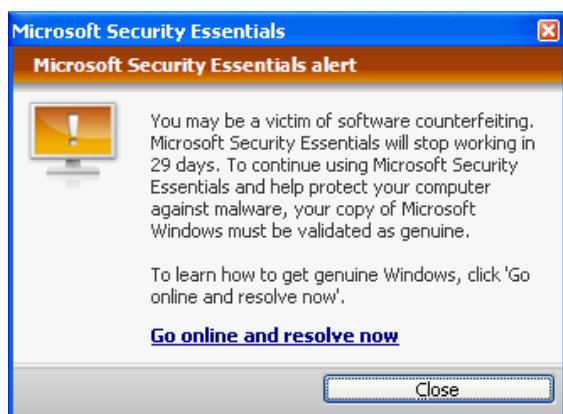 Microsoft Security Essentials
Microsoft Security Essentials alert
You may be a victim of software counterfeiting.
Microsoft Security Essentials will stop working in
29 days. To continue using Microsoft Security
Essentials and help protect your computer
against malware, your copy of Microsoft
Windows must be validated as genuine.
To learn how to get genuine Windows, click 'Go
online and resolve now'.
Go online and resolve now
Close